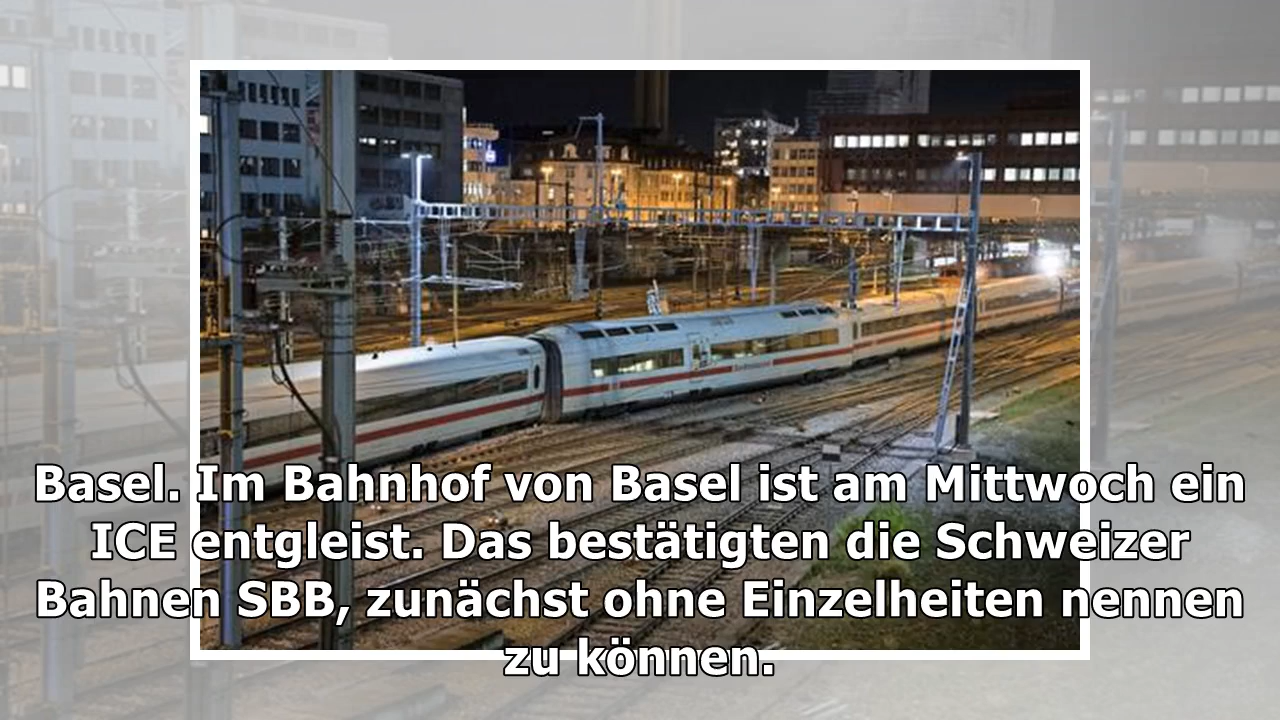 Basel. Im Bahnhof von Basel ist am Mittwoch ein
ICE entgleist. Das bestätigten die Schweizer
Bahnen SBB, zunächst ohne Einzelheiten nennen
zu können.